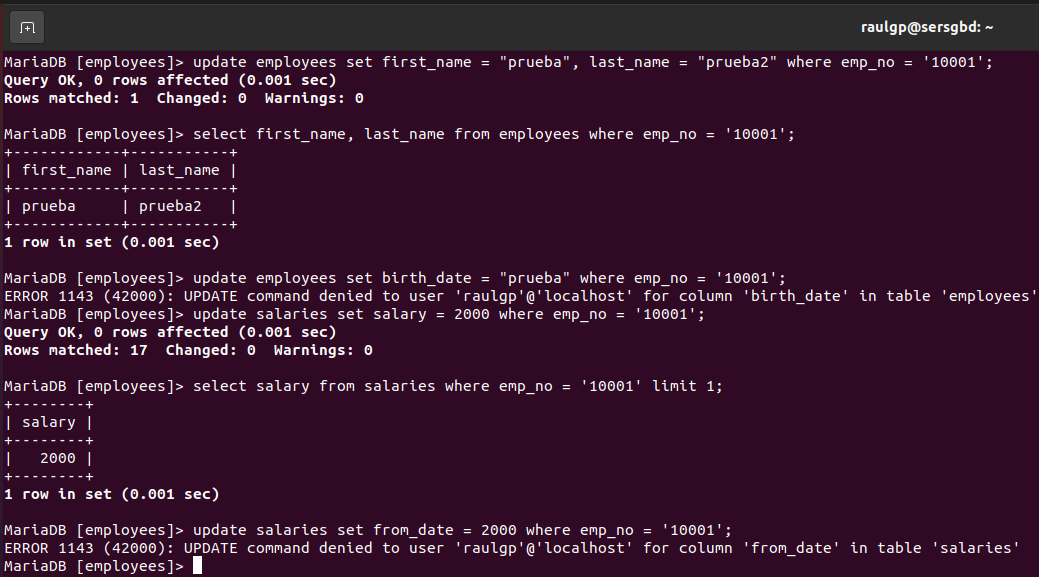 raulgp@sersgbd: ~
MariaDB [employees]> update employees set first_name = "prueba", last_name = "prueba2" where emp_no = '10001';
Query OK, 0 rows affected (0.001 sec)
Rows matched: 1  Changed: 0  Warnings: 0

MariaDB [employees]> select first_name, last_name from employees where emp_no = '10001';
+------------+-----------+
| first_name | last_name |
+------------+-----------+
| prueba     | prueba2   |
+------------+-----------+
1 row in set (0.001 sec)

MariaDB [employees]> update employees set birth_date = "prueba" where emp_no = '10001';
ERROR 1143 (42000): UPDATE command denied to user 'raulgp'@'localhost' for column 'birth_date' in table 'employees'
MariaDB [employees]> update salaries set salary = 2000 where emp_no = '10001';
Query OK, 0 rows affected (0.001 sec)
Rows matched: 17  Changed: 0  Warnings: 0

MariaDB [employees]> select salary from salaries where emp_no = '10001' limit 1;
+--------+
| salary |
+--------+
|   2000 |
+--------+
1 row in set (0.001 sec)

MariaDB [employees]> update salaries set from_date = 2000 where emp_no = '10001';
ERROR 1143 (42000): UPDATE command denied to user 'raulgp'@'localhost' for column 'from_date' in table 'salaries'
MariaDB [employees]>